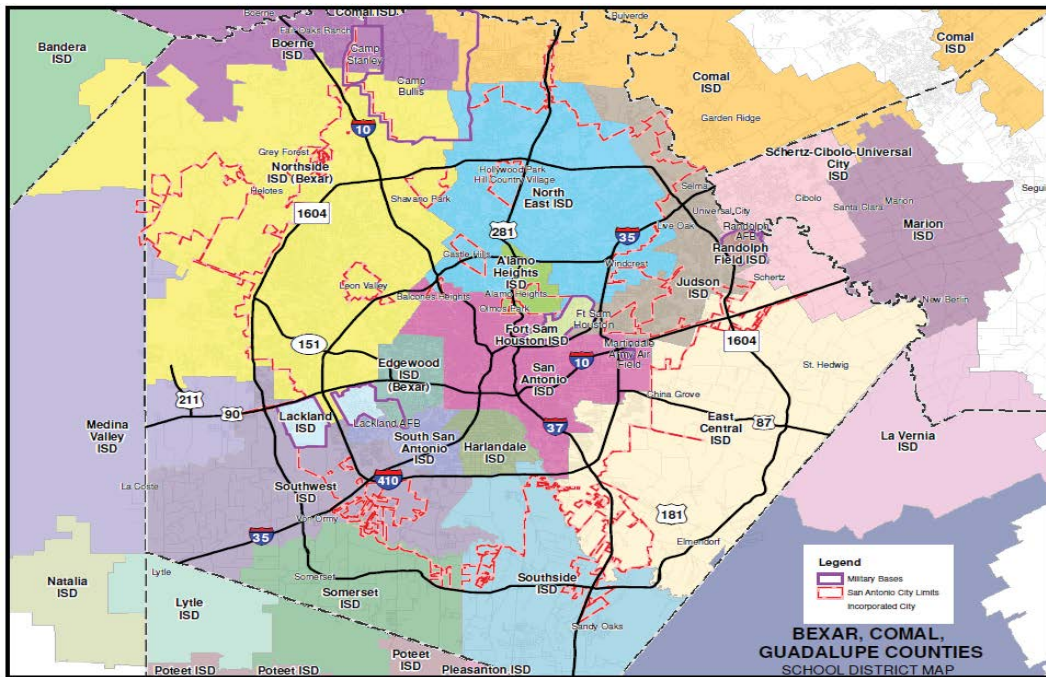 Boerne
Comal ISD
Bulverde
Bandera
ISD
Fair Oaks Ranch
Boerne
ISD
Camp
Stanley
Camp
Bullis
Comal
ISD
Comal
ISD
Garden Ridge
10
Grey Forest
Northside
ISD (Bexar)
Helotes
Hollywood Park
Hill Country Village
North
East ISD
Shavano Park
1604
281
35
Selma
Universal City
Live Oak
Schertz-Cibolo-Universal
City
ISD
Cibolo
Santa Clara
Marion
Marion
ISD
Seguin
Randolph
AFB
Randolph
Field ISD
Castle Hills
Alamo
Heights
ISD
Windcrest
Judson
ISD
Schertz
Leon Valley
Balcones Heights
Alamo Heights
Olmos Park
New Berlin
Ft Sam
Houston
Fort Sam
Houston ISD
151
1604
Martindale
Army Air
Field
10
Edgewood
ISD
(Bexar)
San
Antonio
ISD
St. Hedwig
211
90
China Grove
Medina
Valley
ISD
Lackland
ISD
Lackland AFB
South San
Antonio
ISD
Harlandale
ISD
37
East
Central
ISD
87
La Vernia
ISD
La Coste
Southwest
ISD
410
Von Ormy
35
181
Elmendorf
Natalia
ISD
Lytle
Lytle
ISD
Somerset
Somerset
ISD
Southside
ISD
Sandy Oaks
Poteet ISD
Poteet ISD
Poteet
ISD
Pleasanton ISD
Legend
Military Bases
San Antonio City Limits
Incorporated City
BEXAR, COMAL,
GUADALUPE COUNTIES
SCHOOL DISTRICT MAP